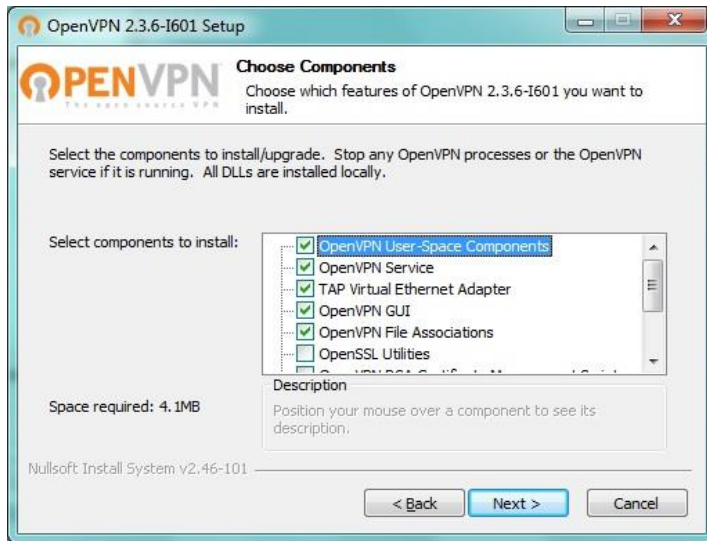 OpenVPN 2.3.6-I601 Setup
OPENVPN
The open source VPN
Choose Components
Choose which features of OpenVPN 2.3.6-I601 you want to
install.
Select the components to install/upgrade. Stop any OpenVPN processes or the OpenVPN
service if it is running. All DLLs are installed locally.
Select components to install:
OpenVPN User-Space Components
OpenVPN Service
TAP Virtual Ethernet Adapter
OpenVPN GUI
OpenVPN File Associations
OpenSSL Utilities
Space required: 4.1MB
Description
Position your mouse over a component to see its
description.
Nullsoft Install System v2.46-101
< Back
Next >
Cancel